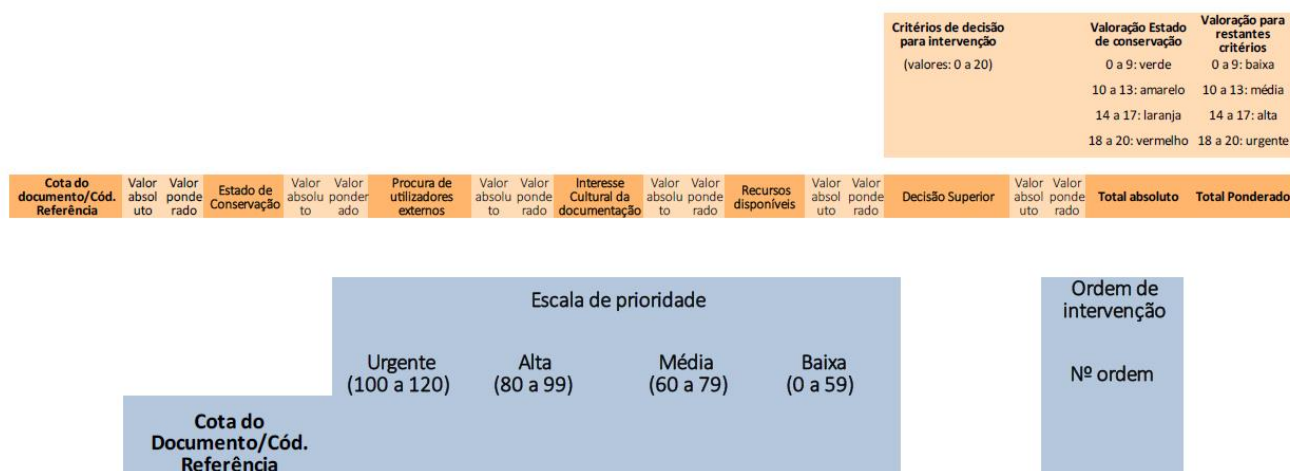 Critérios de decisão
para intervenção
(valores: 0 a 20)
Valoração Estado
de conservação
0 a 9: verde
10 a 13: amarelo
14 a 17: laranja
18 a 20: vermelho
Valoração para
restantes
critérios
0 a 9: baixa
10 a 13: média
14 a 17: alta
18 a 20: urgente
Cota do
documento/Cód.
Referência
Valor
absol
uto
Valor
ponde
rado
Estado de
Conservação
Valor
absolu
to
Valor
ponder
ado
Procura de
utilizadores
externos
Valor
absolu
to
Valor
ponde
rado
Interesse
Cultural da
documentação
Valor
absolu
to
Valor
ponde
rado
Recursos
disponíveis
Valor
absol
uto
Valor
ponde
rado
Decisão Superior
Valor
absol
uto
Valor
ponde
rado
Total absoluto
Total Ponderado
Escala de prioridade
Urgente
(100 a 120)
Alta
(80 a 99)
Média
(60 a 79)
Baixa
(0 a 59)
Ordem de
intervenção
Nº ordem
Cota do
Documento/Cód.
Referência